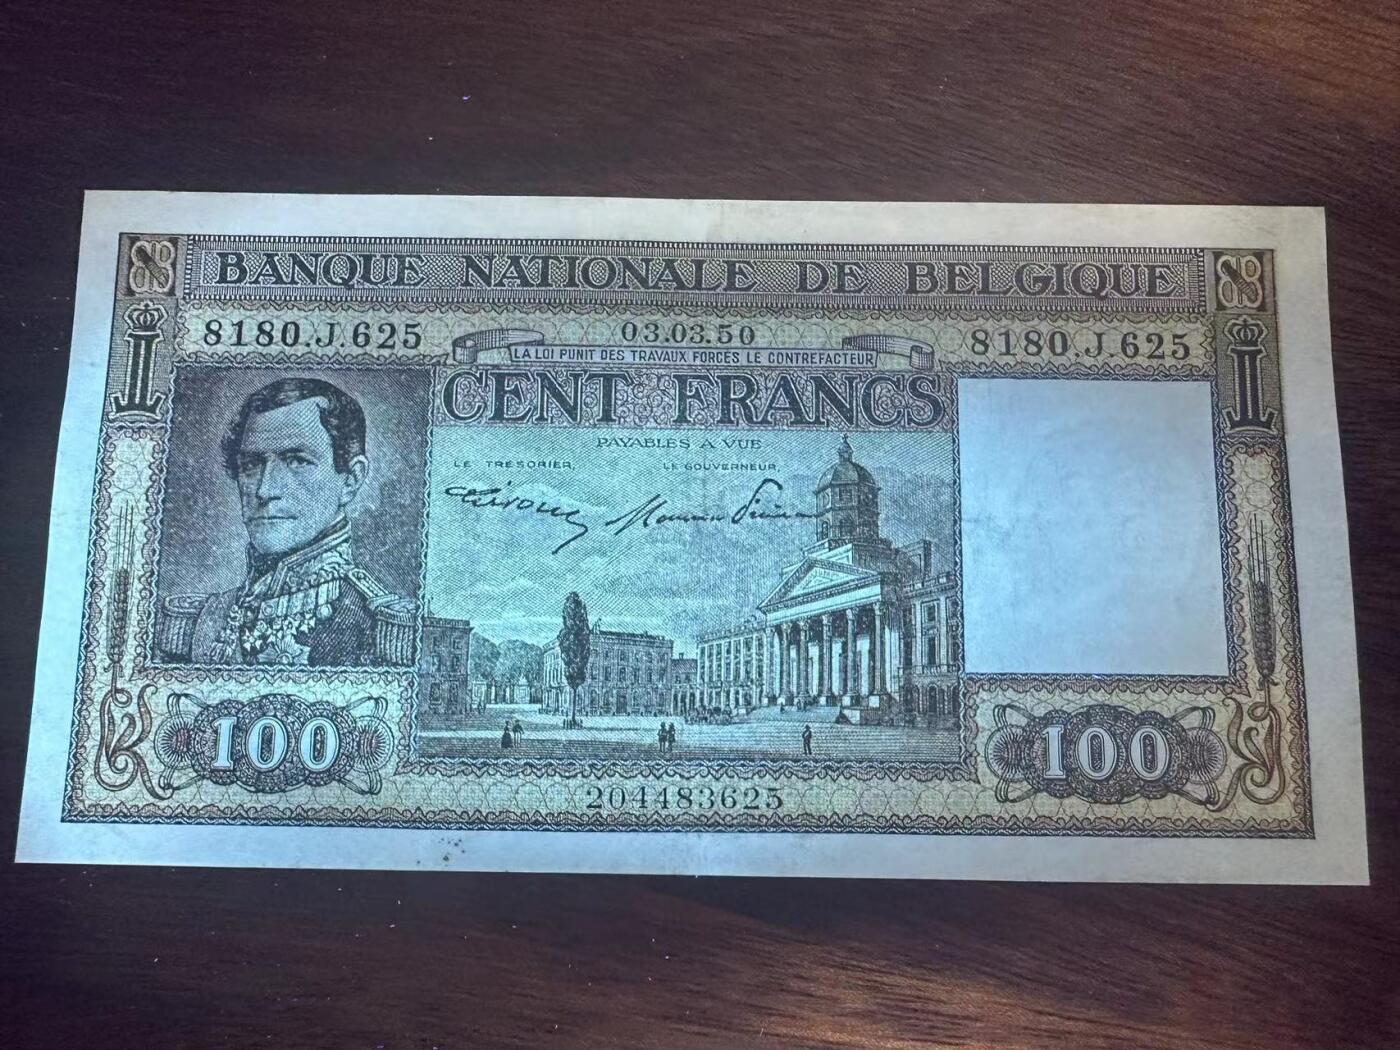 BANQUE NATIONALE DE BELGIQUE
8180.J.625 03.03.50 8180.J.625
LA LOI PUNIT DES TRAVAUX FORCÉS LE CONTREFACTEUR
CENT FRANCS
PAYABLES A VUE
LE TRÉSORIER, LE GOUVERNEUR,
100 100
204483625